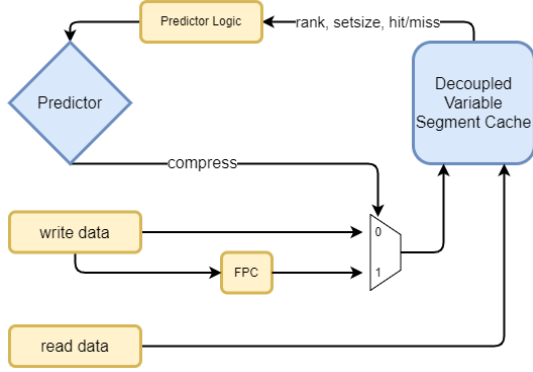 Predictor Logic
rank, setsize, hit/miss
Predictor
Decoupled
Variable
Segment Cache
compress
write data
0
FPC
1
read data